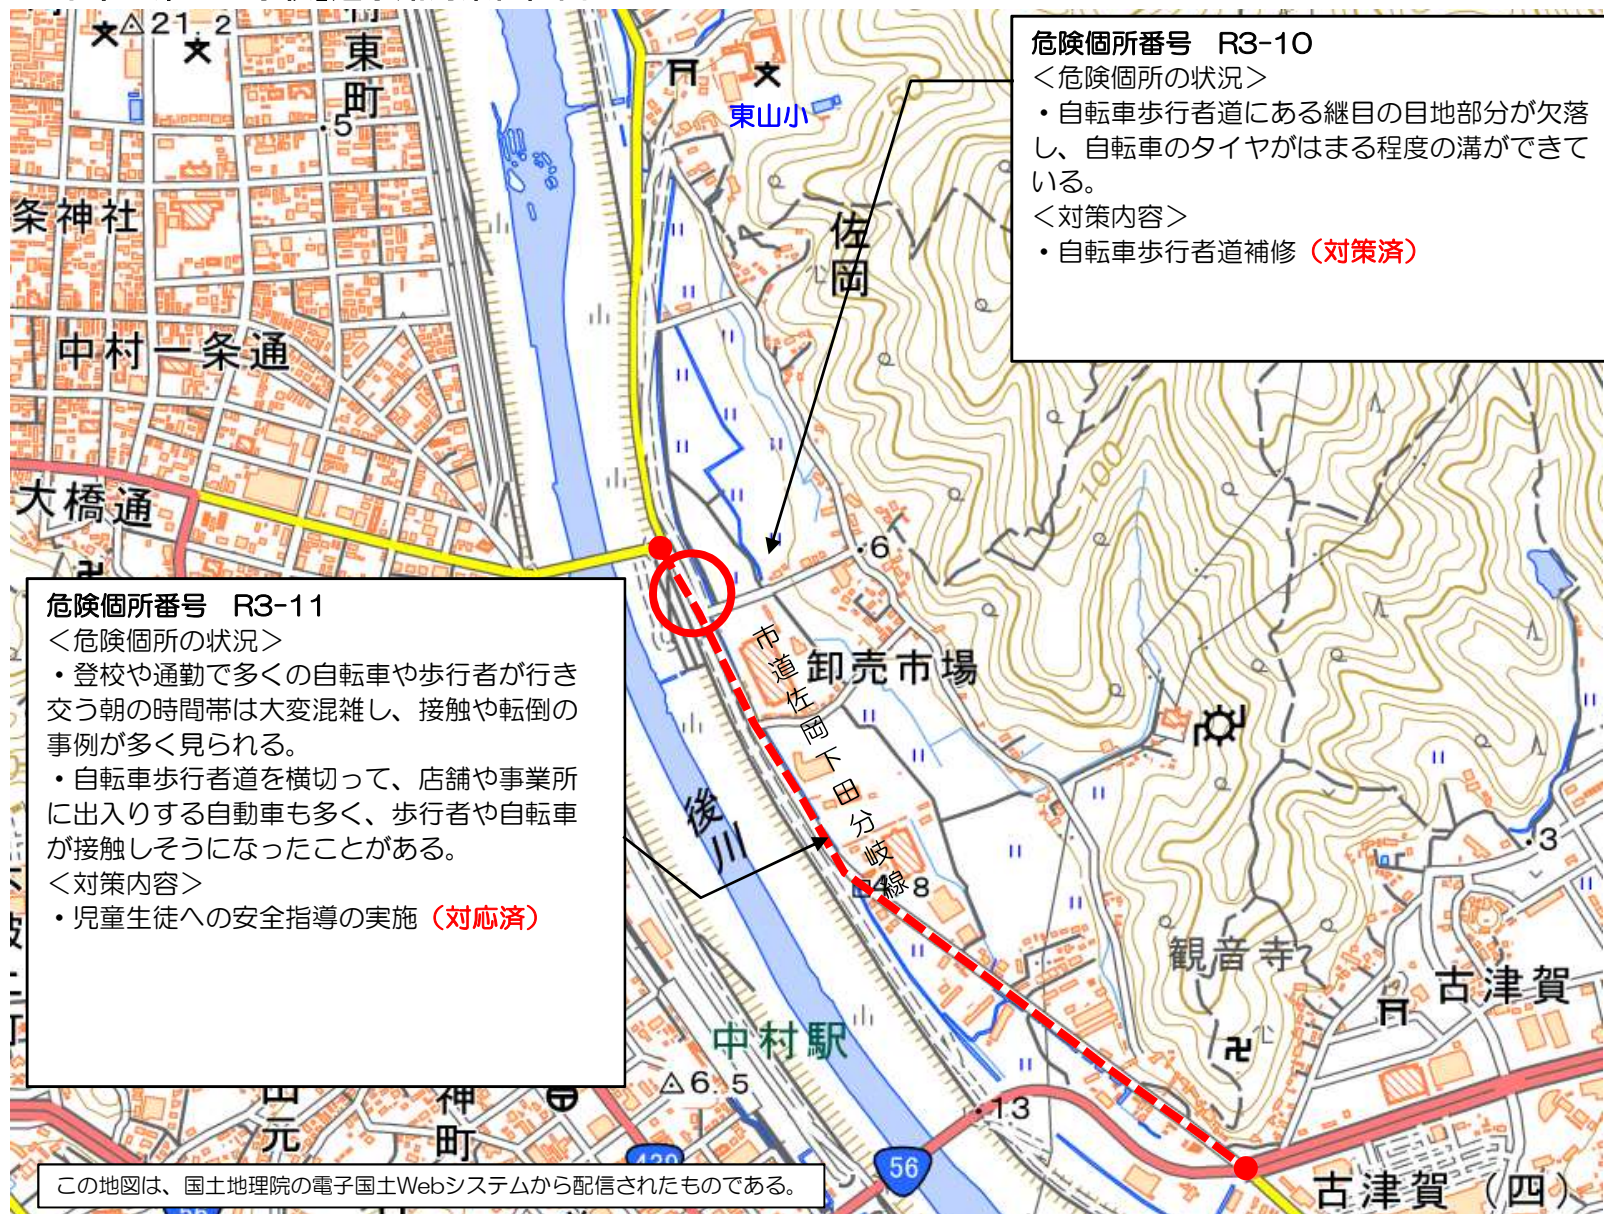 危険個所番号 R3-10
＜危険個所の状況＞
・自転車歩行者道にある継目の目地部分が欠落
し、自転車のタイヤがはまる程度の溝ができて
いる。
＜対策内容＞
・自転車歩行者道補修（対策済）
21.2
東町
5
東山小
佐岡
条神社
中村一条通
100
大橋通
6
危険個所番号 R3-11
＜危険個所の状況＞
・登校や通勤で多くの自転車や歩行者が行き
交う朝の時間帯は大変混雑し、接触や転倒の
事例が多く見られる。
・自転車歩行者道を横切って、店舗や事業所
に出入りする自動車も多く、歩行者や自転車
が接触しそうになったことがある。
＜対策内容＞
・児童生徒への安全指導の実施（対応済）
市道佐岡下田分岐線
卸売市場
後川
8
3
観音寺
古津賀
中村駅
6.5
13
元
神町
56
古津賀（四）
この地図は、国土地理院の電子国土Webシステムから配信されたものである。